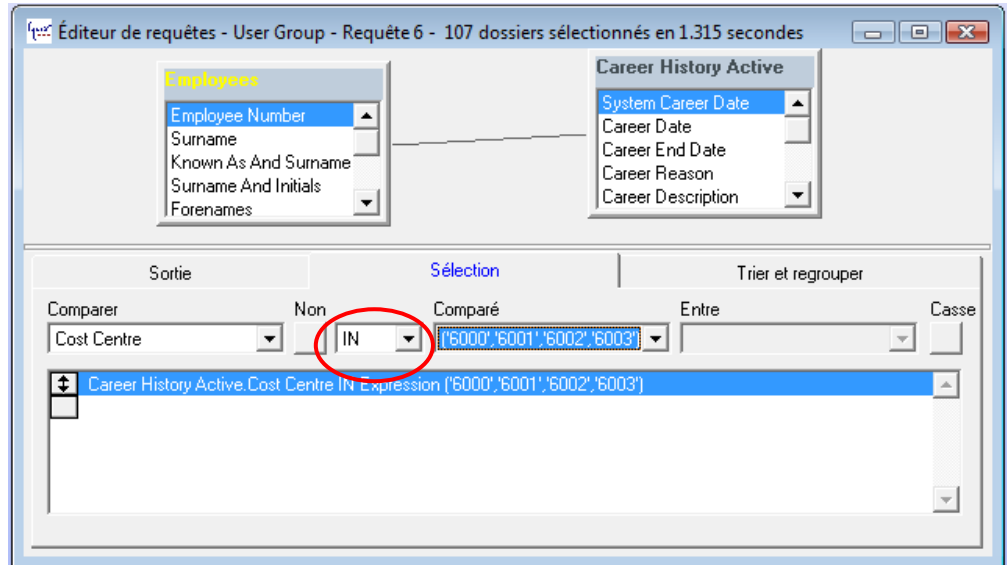 Éditeur de requêtes - User Group - Requête 6 - 107 dossiers sélectionnés en 1.315 secondes
Employees
Employee Number
Surname
Known As And Surname
Surname And Initials
Forenames
Career History Active
System Career Date
Career Date
Career End Date
Career Reason
Career Description
Sortie Sélection Trier et regrouper
Comparer Non Comparé Entre Casse
Cost Centre IN ('6000','6001','6002','6003')
Career History Active.Cost Centre IN Expression ('6000','6001','6002','6003')